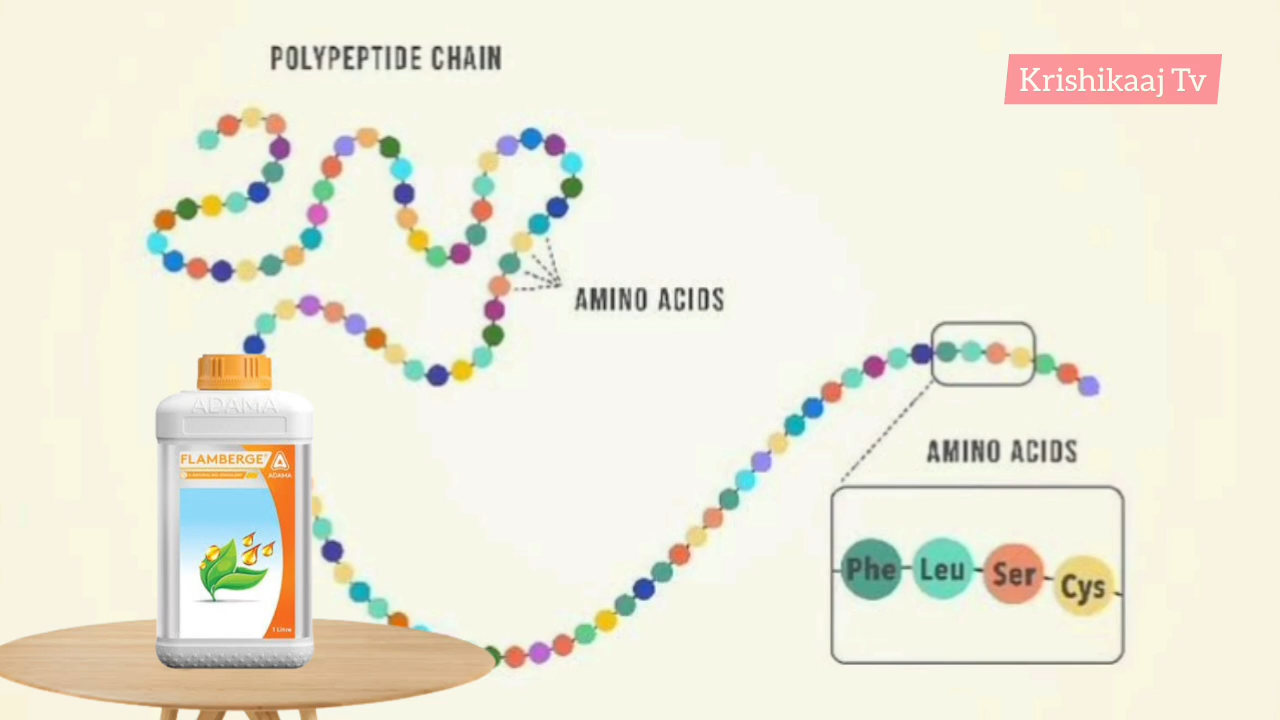 POLYPEPTIDE CHAIN
Krishikaaj Tv
AMINO ACIDS
AMINO ACIDS
Phe Leu Ser Cys
ADAMA
FLAMBERGE
ADAMA
1 Litre